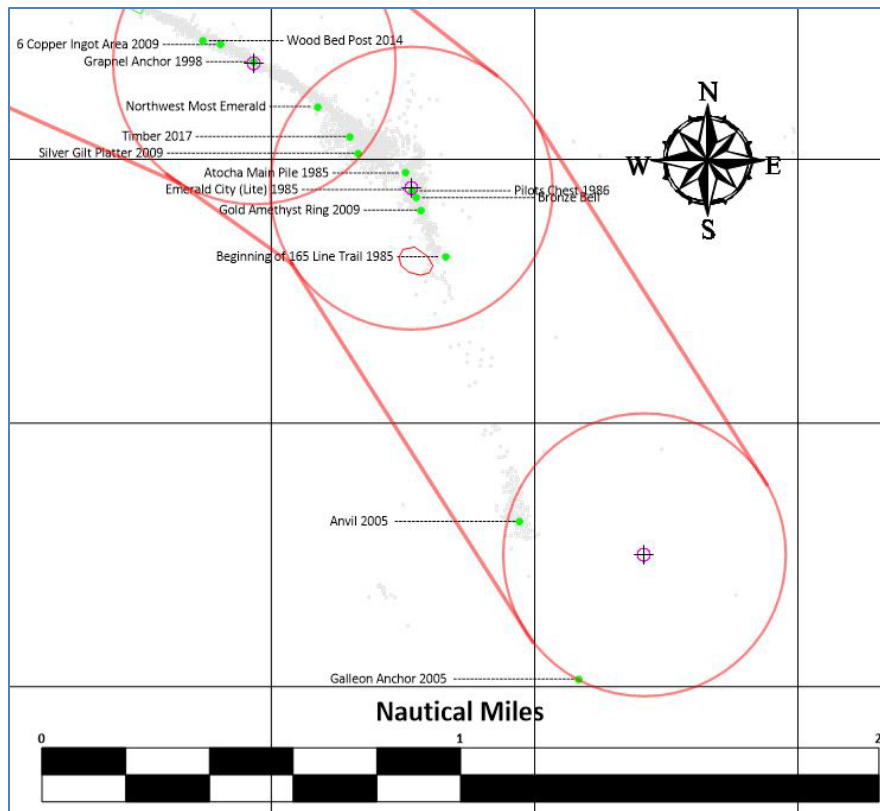 Wood Bed Post 2014
6 Copper Ingot Area 2009
Grapnel Anchor 1998
N
Northwest Most Emerald
Timber 2017
Silver Gilt Platter 2009
W
E
Atocha Main Pile 1985
Emerald City (Lite) 1985
Pilots Chest 1986
Bronze Bell
Gold Amethyst Ring 2009
S
Beginning of 165 Line Trail 1985
Anvil 2005
Galleon Anchor 2005
Nautical Miles
0
1
2